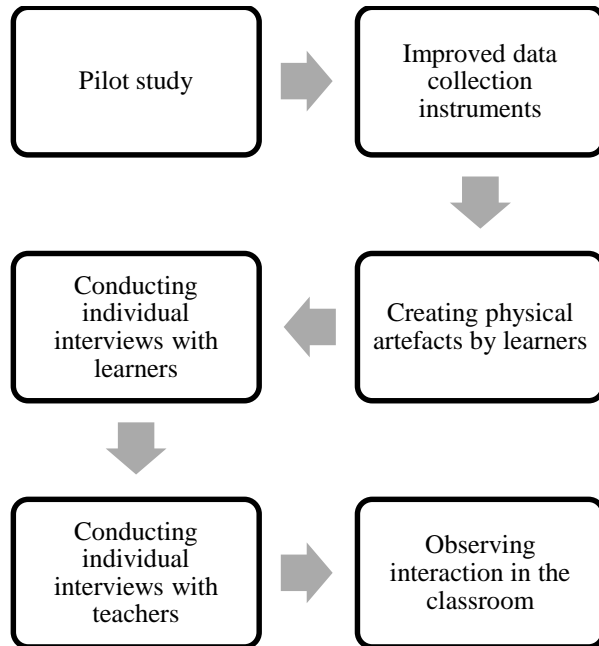 Pilot study
Improved data
collection
instruments
Creating physical
artefacts by learners
Conducting
individual
interviews with
learners
Conducting
individual
interviews with
teachers
Observing
interaction in the
classroom